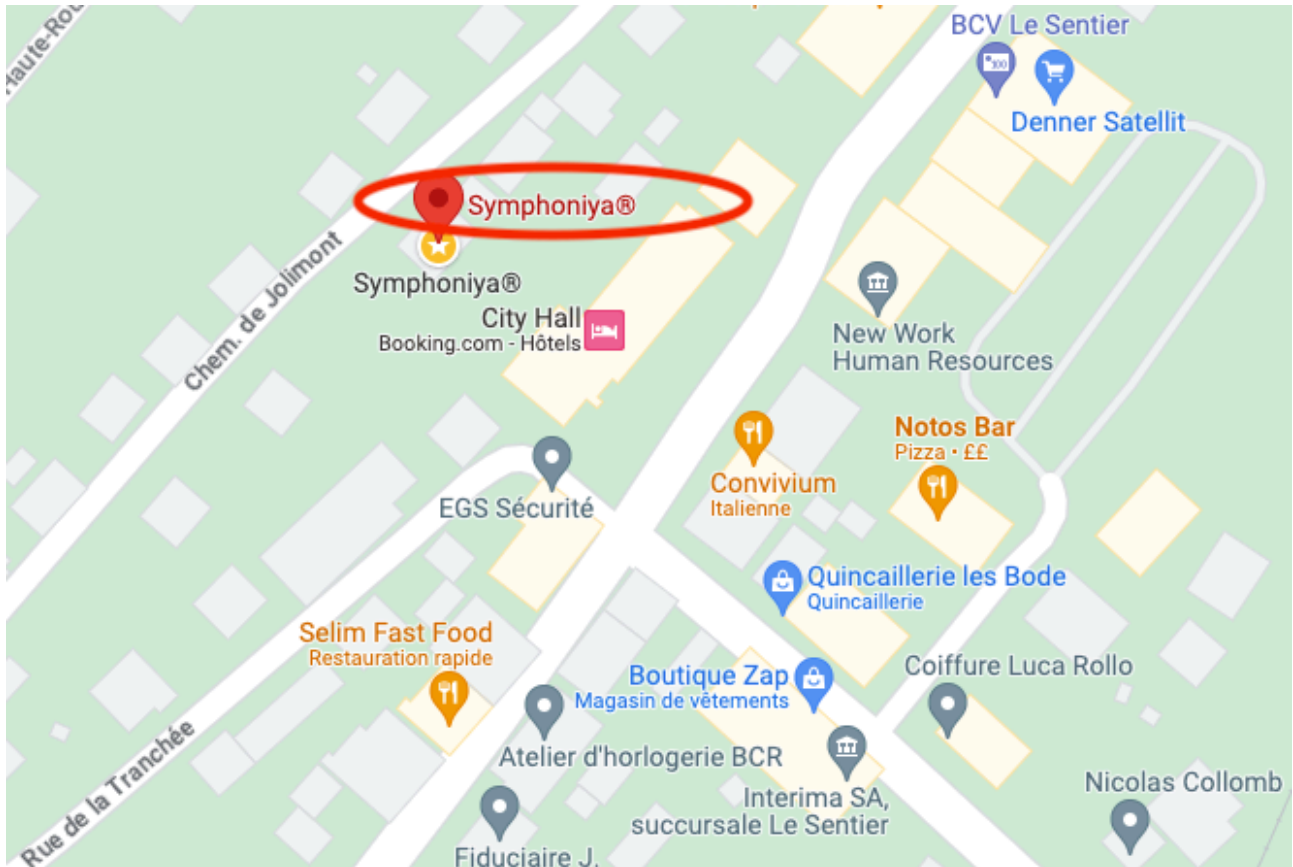 Haute-Rou
BCV Le Sentier
Denner Satellit
Symphoniya®
Symphoniya®
Chem. de Jolimont
City Hall
Booking.com - Hôtels
New Work
Human Resources
Notos Bar
Pizza • ££
Convivium
Italienne
EGS Sécurité
Quincaillerie les Bode
Quincaillerie
Selim Fast Food
Restauration rapide
Boutique Zap
Magasin de vêtements
Coiffure Luca Rollo
Atelier d'horlogerie BCR
Rue de la Tranchée
Interima SA,
succursale Le Sentier
Nicolas Collomb
Fiduciaire J.